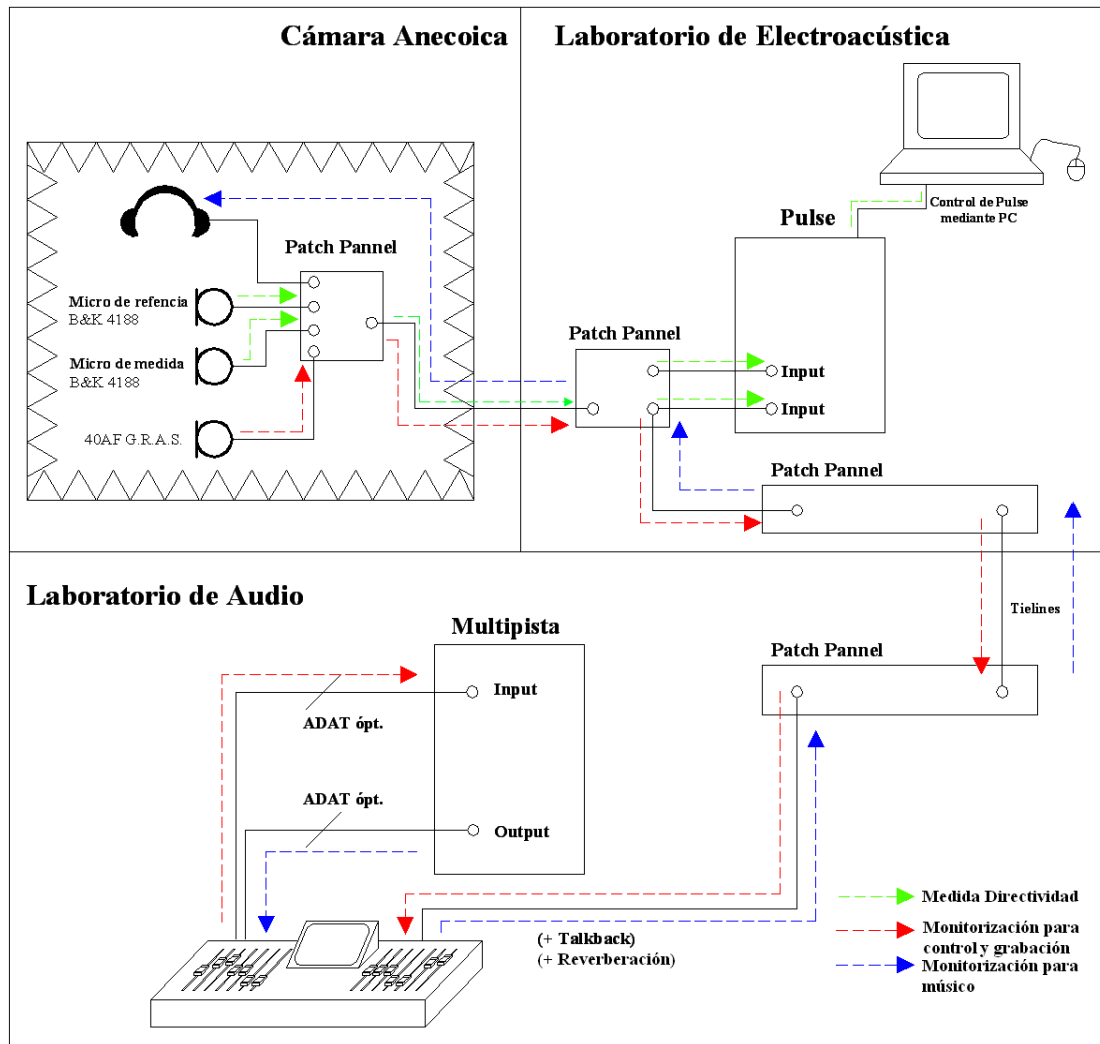 Cámara Anecoica
Laboratorio de Electroacústica
Control de Pulse
mediante PC
Pulse
Patch Pannel
Micro de refencia
B&K 4188
Micro de medida
B&K 4188
40AF G.R.A.S.
Patch Pannel
Input
Input
Patch Pannel
Laboratorio de Audio
Multipista
Input
ADAT ópt.
ADAT ópt.
Output
Tielines
Patch Pannel
(+ Talkback)
(+ Reverberación)
Medida Directividad
Monitorización para
control y grabación
Monitorización para
músico